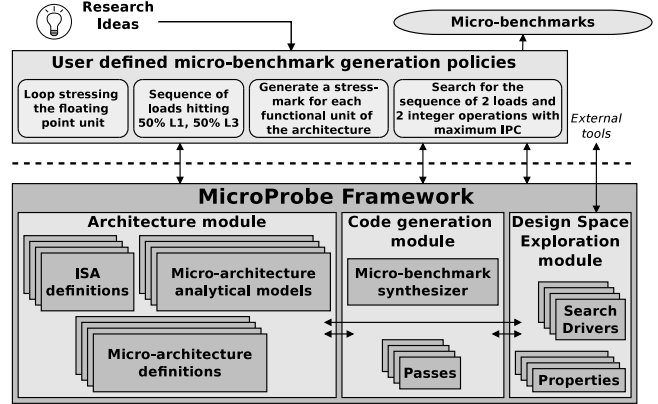 Research
Ideas
Micro-benchmarks
User defined micro-benchmark generation policies
Loop stressing
the floating
point unit
Sequence of
loads hitting
50% L1, 50% L3
Generate a stress-
mark for each
functional unit of
the architecture
Search for the
sequence of 2 loads and
2 integer operations with
maximum IPC
External
tools
MicroProbe Framework
Architecture module
ISA
definitions
Micro-architecture
analytical models
Micro-architecture
definitions
Code generation
module
Micro-benchmark
synthesizer
Passes
Design Space
Exploration
module
Search
Drivers
Properties